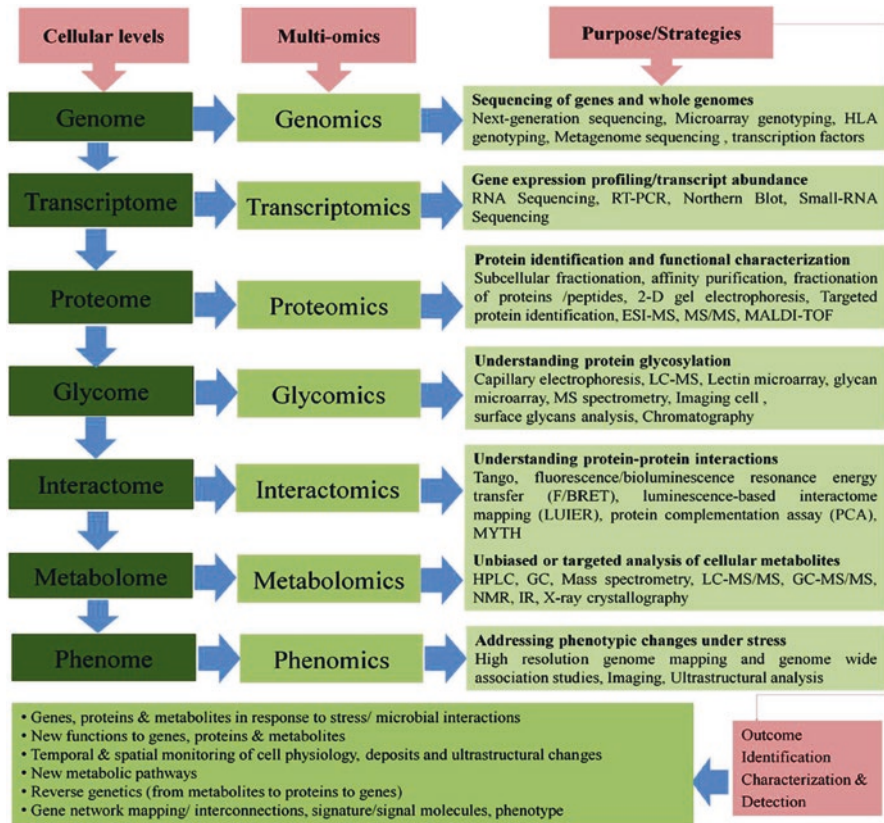 Cellular levels
Multi-omics
Purpose/Strategies
Genome
Genomics
Sequencing of genes and whole genomes
Next-generation sequencing, Microarray genotyping, HLA
genotyping, Metagenome sequencing , transcription factors
Transcriptome
Transcriptomics
Gene expression profiling/transcript abundance
RNA Sequencing, RT-PCR, Northern Blot, Small-RNA
Sequencing
Proteome
Proteomics
Protein identification and functional characterization
Subcellular fractionation, affinity purification, fractionation
of proteins /peptides, 2-D gel electrophoresis, Targeted
protein identification, ESI-MS, MS/MS, MALDI-TOF
Glycome
Glycomics
Understanding protein glycosylation
Capillary electrophoresis, LC-MS, Lectin microarray, glycan
microarray, MS spectrometry, Imaging cell ,
surface glycans analysis, Chromatography
Interactome
Interactomics
Understanding protein-protein interactions
Tango, fluorescence/bioluminescence resonance energy
transfer (F/BRET), luminescence-based interactome
mapping (LUIER), protein complementation assay (PCA),
MYTH
Metabolome
Metabolomics
Unbiased or targeted analysis of cellular metabolites
HPLC, GC, Mass spectrometry, LC-MS/MS, GC-MS/MS,
NMR, IR, X-ray crystallography
Phenome
Phenomics
Addressing phenotypic changes under stress
High resolution genome mapping and genome wide
association studies, Imaging, Ultrastructural analysis
• Genes, proteins & metabolites in response to stress/ microbial interactions
• New functions to genes, proteins & metabolites
• Temporal & spatial monitoring of cell physiology, deposits and ultrastructural changes
• New metabolic pathways
• Reverse genetics (from metabolites to proteins to genes)
• Gene network mapping/ interconnections, signature/signal molecules, phenotype
Outcome
Identification
Characterization &
Detection